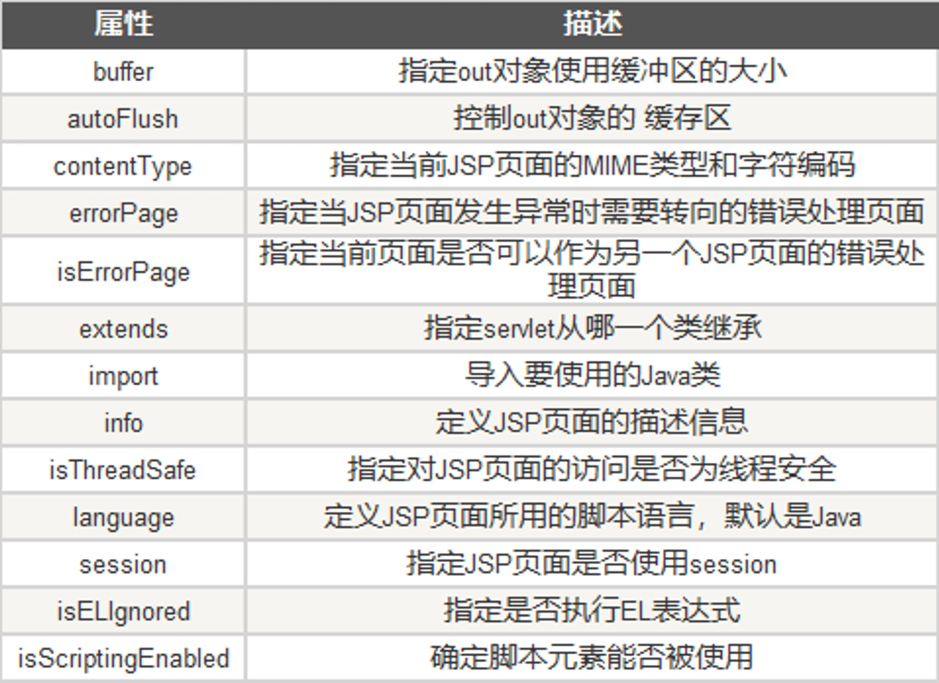 属性 描述
buffer 指定out对象使用缓冲区的大小
autoFlush 控制out对象的 缓存区
contentType 指定当前JSP页面的MIME类型和字符编码
errorPage 指定当JSP页面发生异常时需要转向的错误处理页面
isErrorPage 指定当前页面是否可以作为另一个JSP页面的错误处
理页面
extends 指定servlet从哪一个类继承
import 导入要使用的Java类
info 定义JSP页面的描述信息
isThreadSafe 指定对JSP页面的访问是否为线程安全
language 定义JSP页面所用的脚本语言，默认是Java
session 指定JSP页面是否使用session
isELIgnored 指定是否执行EL表达式
isScriptingEnabled 确定脚本元素能否被使用